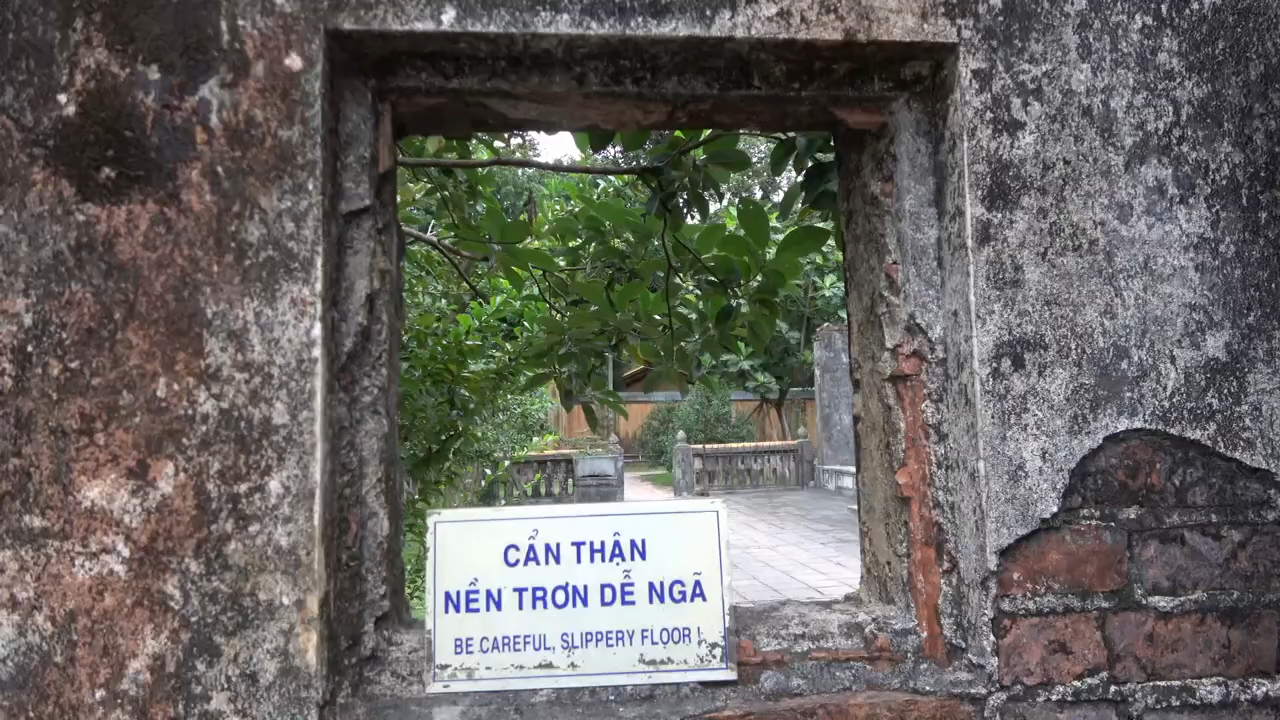 CẨN THẬN
NỀN TRƠN DỄ NGÃ
BE CAREFUL, SLIPPERY FLOOR !